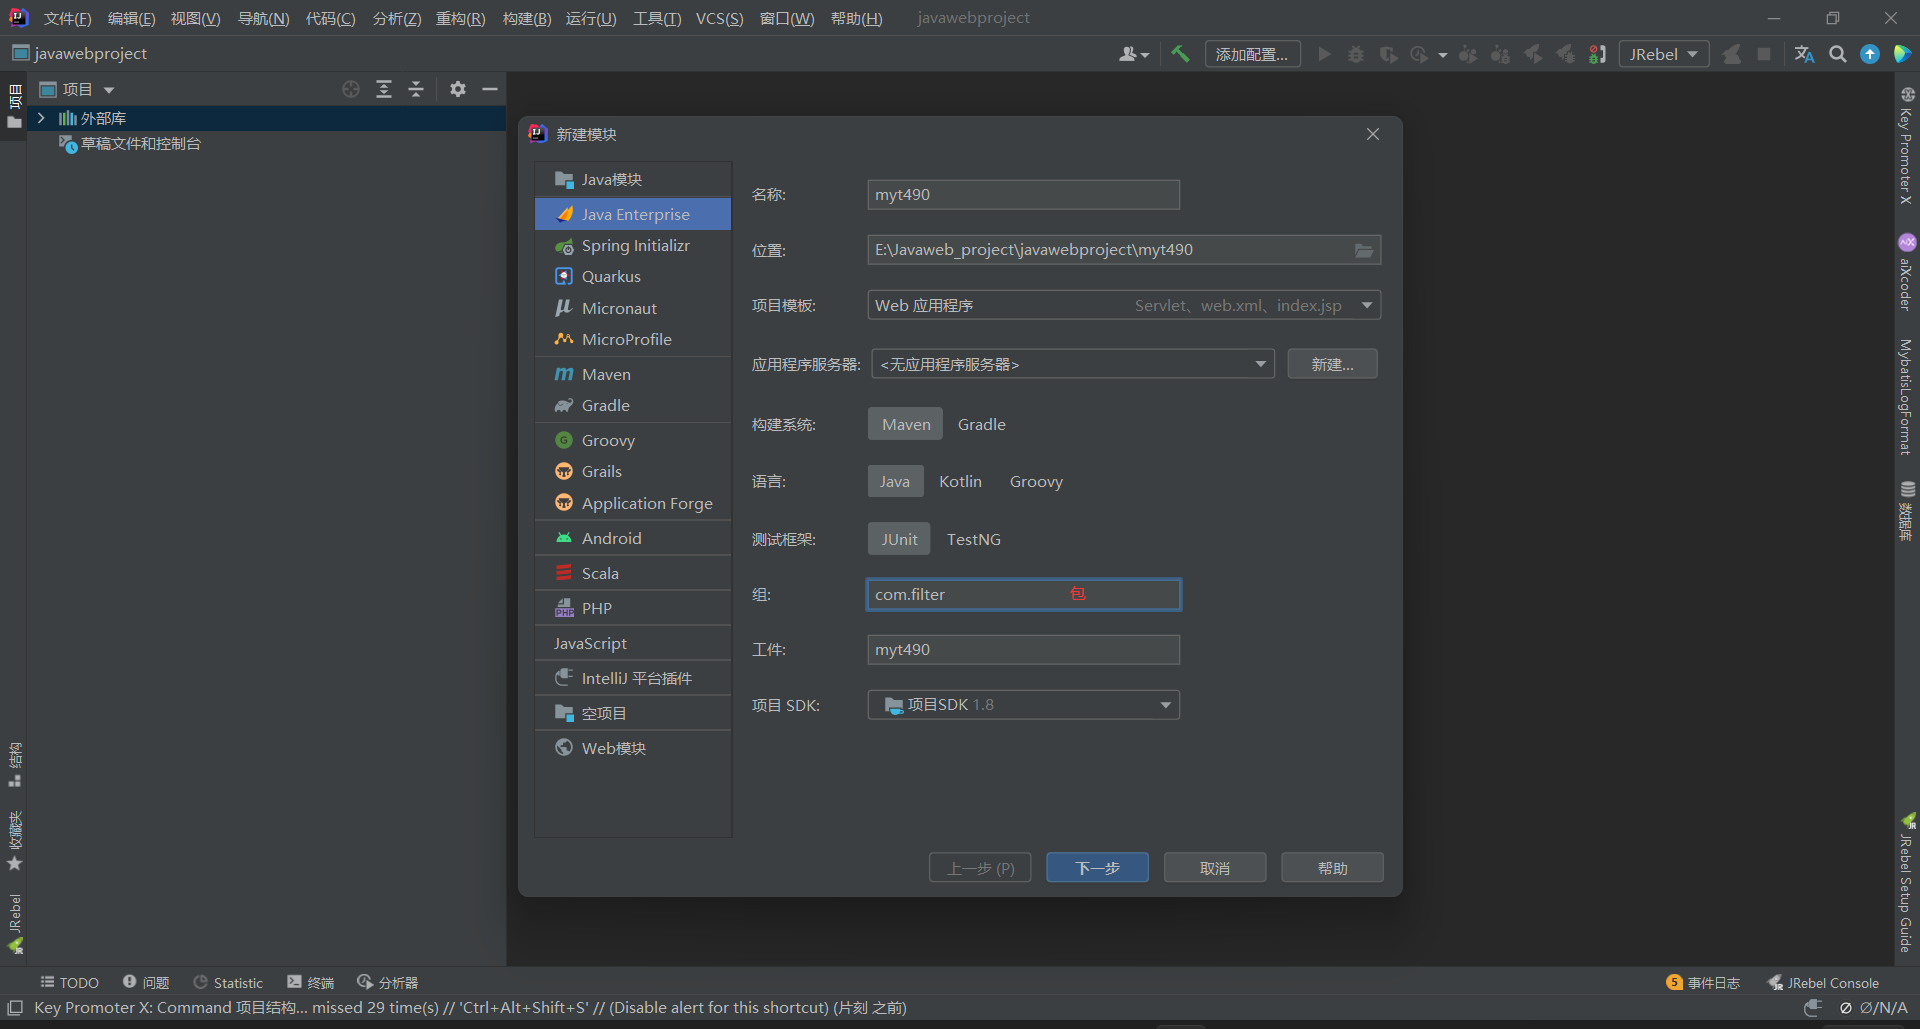 文件(F) 编辑(E) 视图(V) 导航(N) 代码(C) 分析(Z) 重构(R) 构建(B) 运行(U) 工具(T) VCS(S) 窗口(W) 帮助(H) javawebproject
javawebproject
添加配置...
JRebel
项目
项目
外部库
草稿文件和控制台
新建模块
Java模块
Java Enterprise
Spring Initializr
Quarkus
Micronaut
MicroProfile
Maven
Gradle
Groovy
Grails
Application Forge
Android
Scala
PHP
JavaScript
IntelliJ 平台插件
空项目
Web模块
名称: myt490
位置: E:\Javaweb_project\javawebproject\myt490
项目模板: Web 应用程序 Servlet、web.xml、index.jsp
应用程序服务器: <无应用程序服务器> 新建...
构建系统: Maven Gradle
语言: Java Kotlin Groovy
测试框架: JUnit TestNG
组: com.filter 包
工件: myt490
项目 SDK: 项目SDK 1.8
上一步 (P) 下一步 取消 帮助
结构
收藏夹
JRebel
Key Promoter X
aiXcoder
MybatisLogFormat
数据库
JRebel Setup Guide
TODO 问题 Statistic 终端 分析器 5 事件日志 JRebel Console
Key Promoter X: Command 项目结构... missed 29 time(s) // 'Ctrl+Alt+Shift+S' // (Disable alert for this shortcut) (片刻 之前) ∅ ∅/N/A